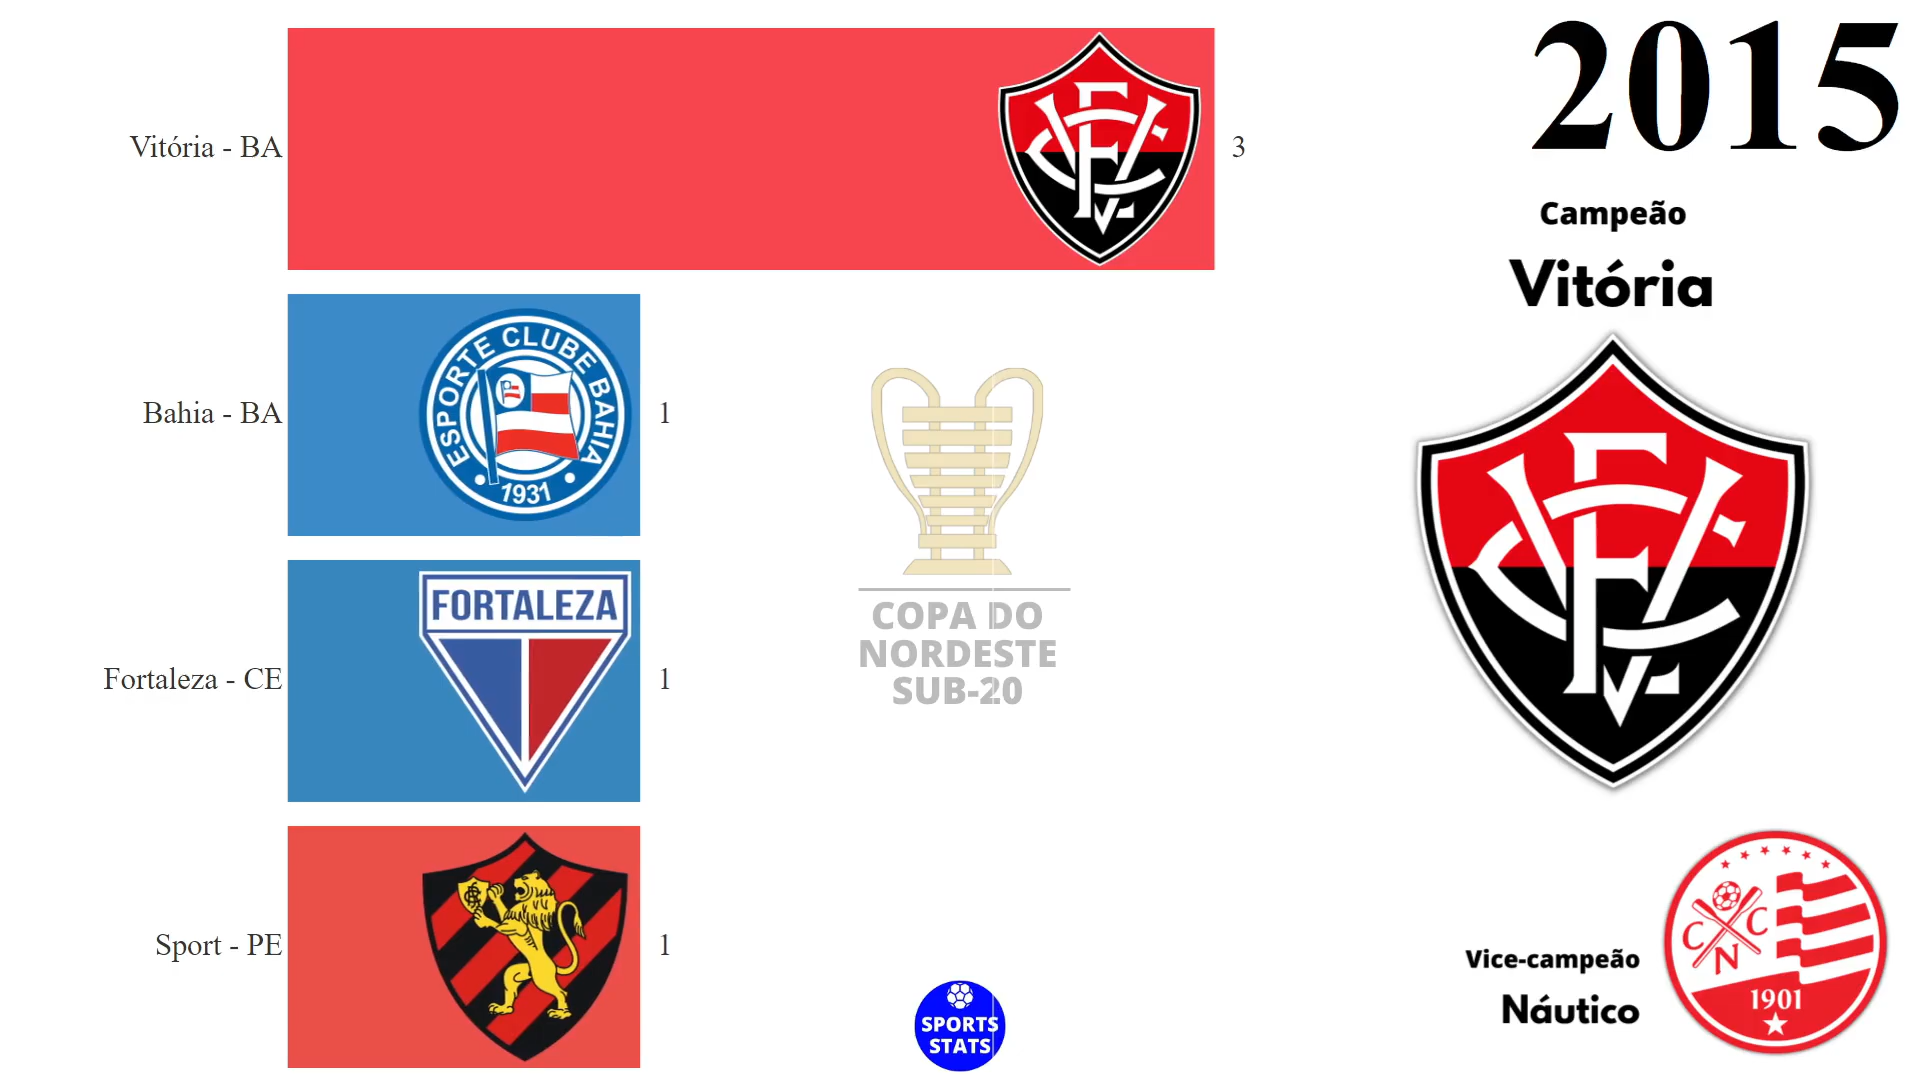 2015
Campeão
Vitória
Vitória - BA
3
Bahia - BA
ESPORTE CLUBE BAHIA
1931
1
Fortaleza - CE
FORTALEZA
1
Sport - PE
1
COPA DO
NORDESTE
SUB-20
SPORTS
STATS
Vice-campeão
Náutico
C C
N
1901